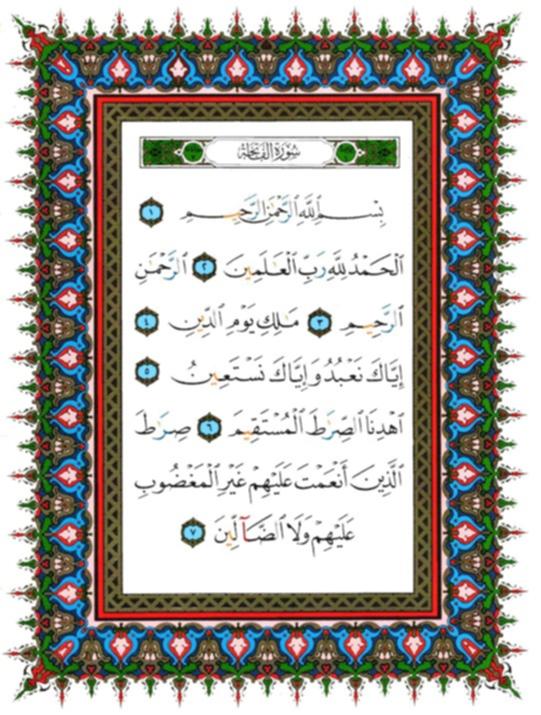 سُورَةُ الفَاتِحَةِ
بِسْمِ ٱللَّهِ ٱلرَّحْمَٰنِ ٱلرَّحِيمِ ١
ٱلْحَمْدُ لِلَّهِ رَبِّ ٱلْعَٰلَمِينَ ٢ ٱلرَّحْمَٰنِ
ٱلرَّحِيمِ ٣ مَٰلِكِ يَوْمِ ٱلدِّينِ ٤
إِيَّاكَ نَعْبُدُ وَإِيَّاكَ نَسْتَعِينُ ٥
ٱهْدِنَا ٱلصِّرَٰطَ ٱلْمُسْتَقِيمَ ٦ صِرَٰطَ
ٱلَّذِينَ أَنْعَمْتَ عَلَيْهِمْ غَيْرِ ٱلْمَغْضُوبِ
عَلَيْهِمْ وَلَا ٱلضَّآلِّينَ ٧